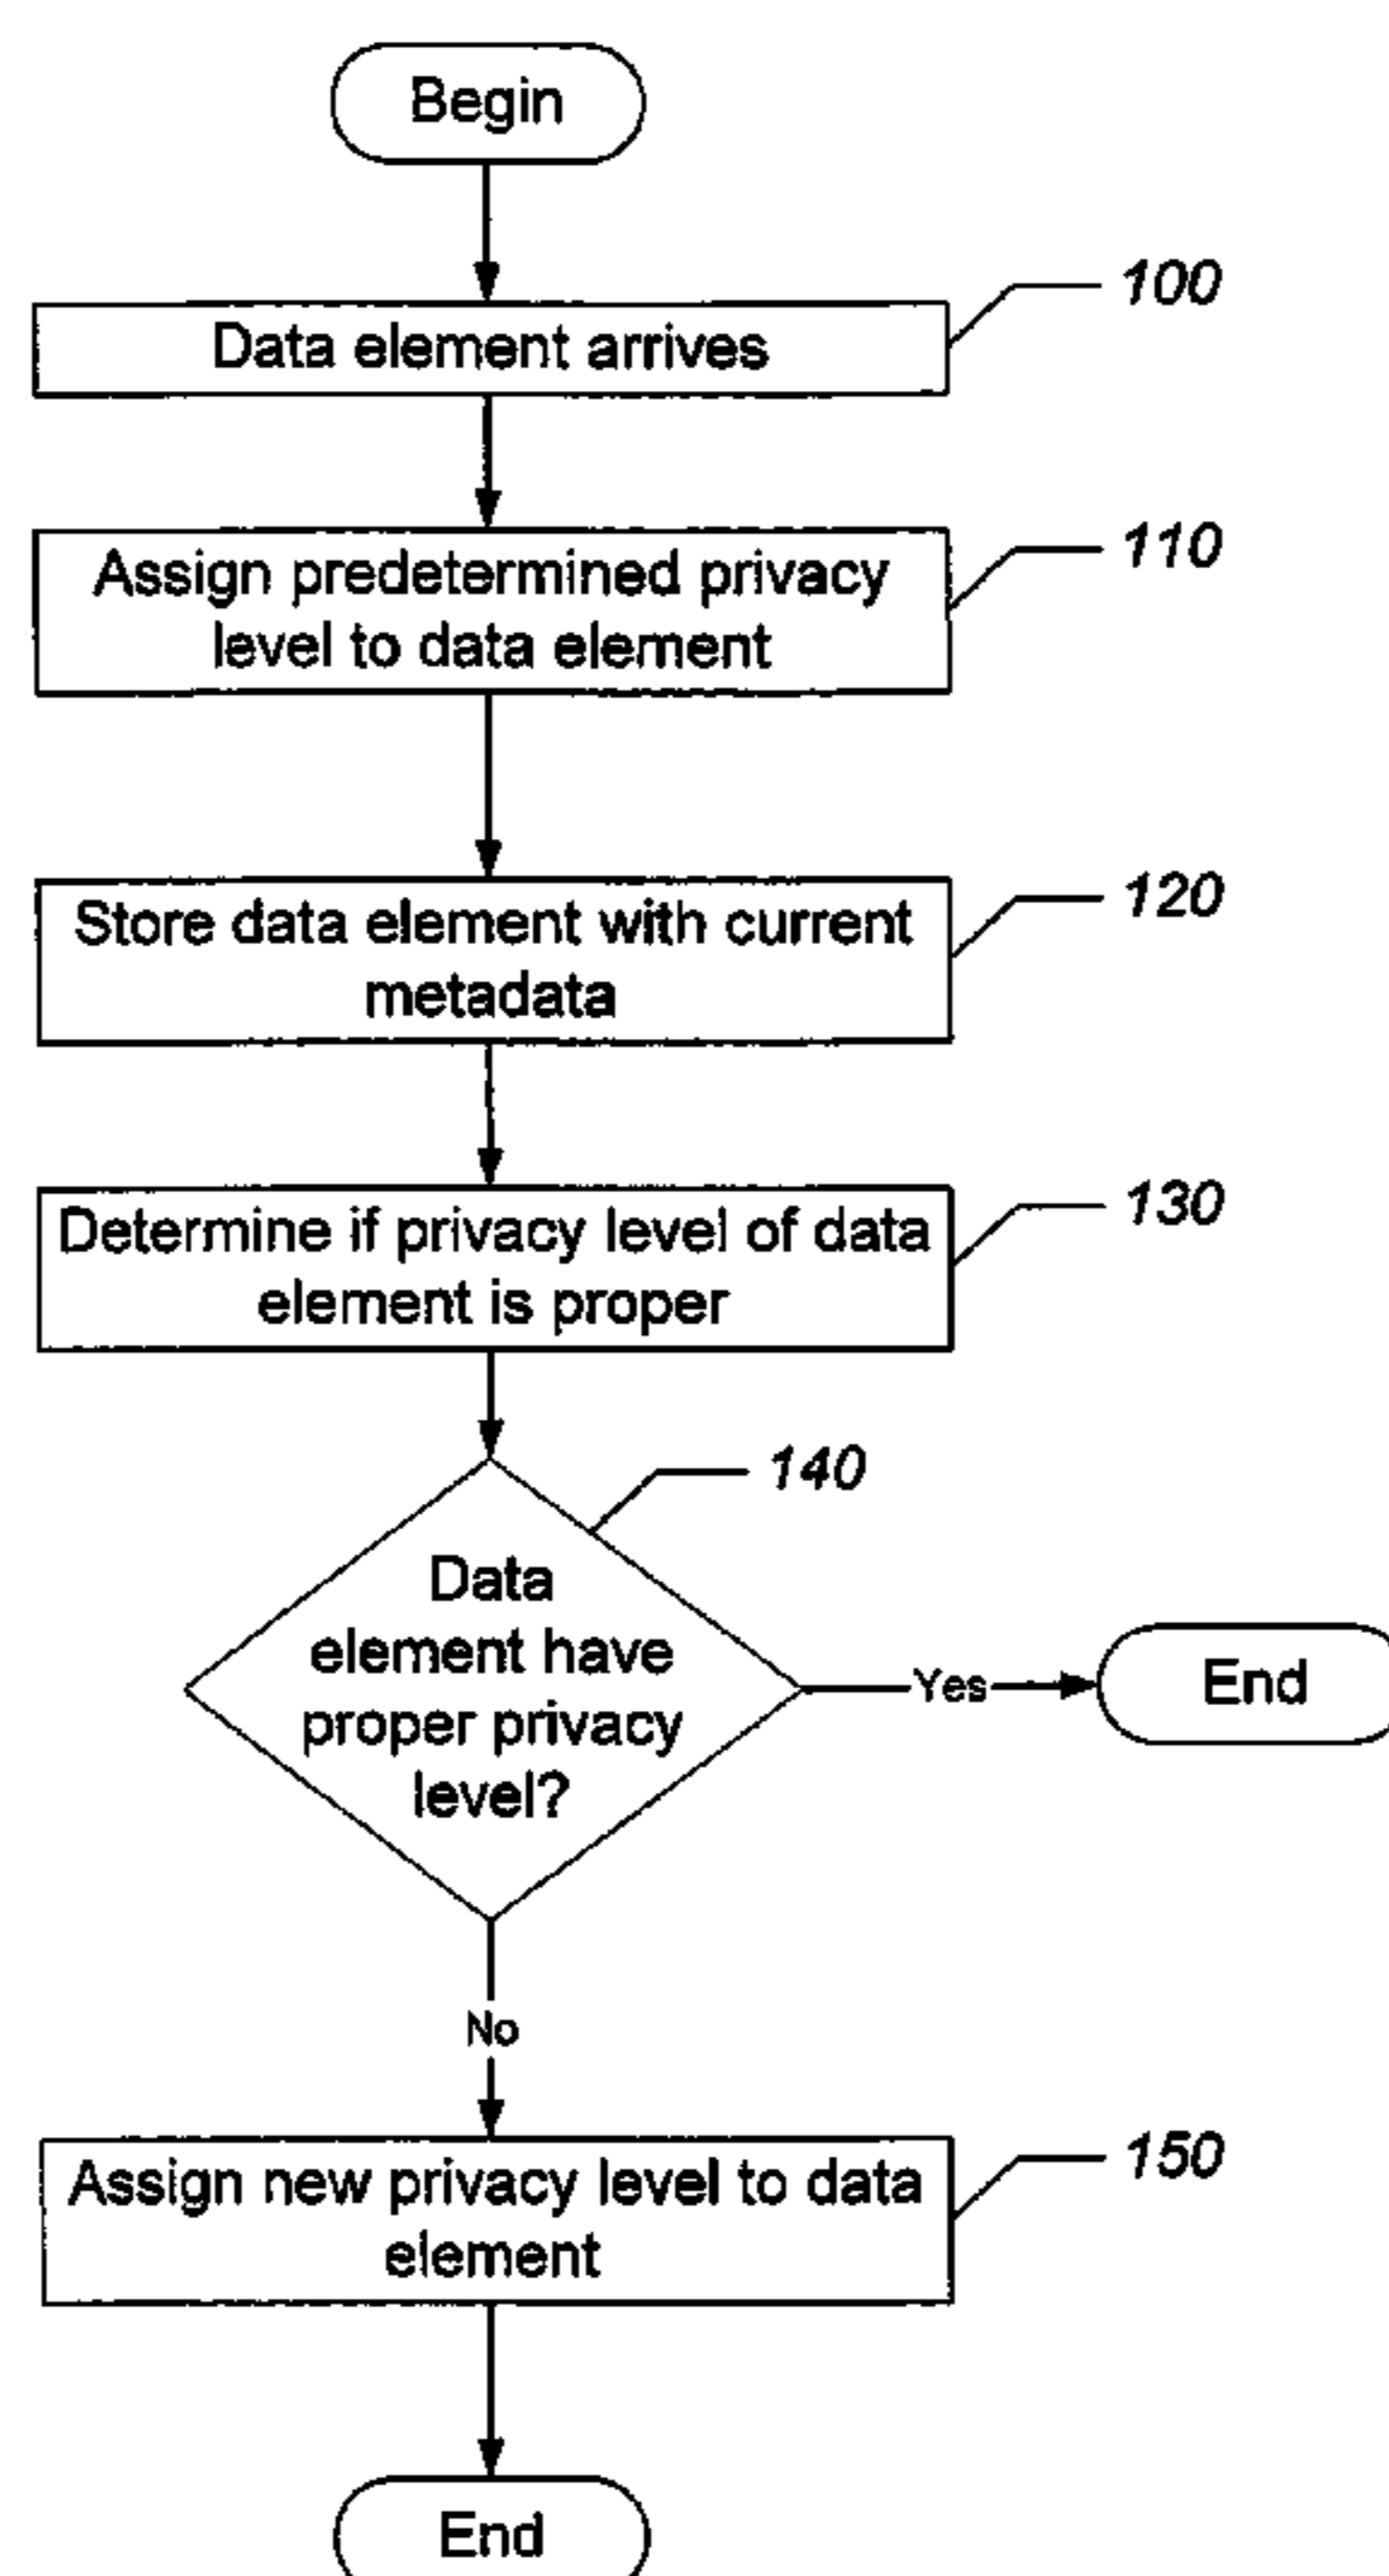 Begin
100
Data element arrives
110
Assign predetermined privacy
level to data element
120
Store data element with current
metadata
130
Determine if privacy level of data
element is proper
140
Data
element have
proper privacy
level?
Yes
End
No
150
Assign new privacy level to data
element
End